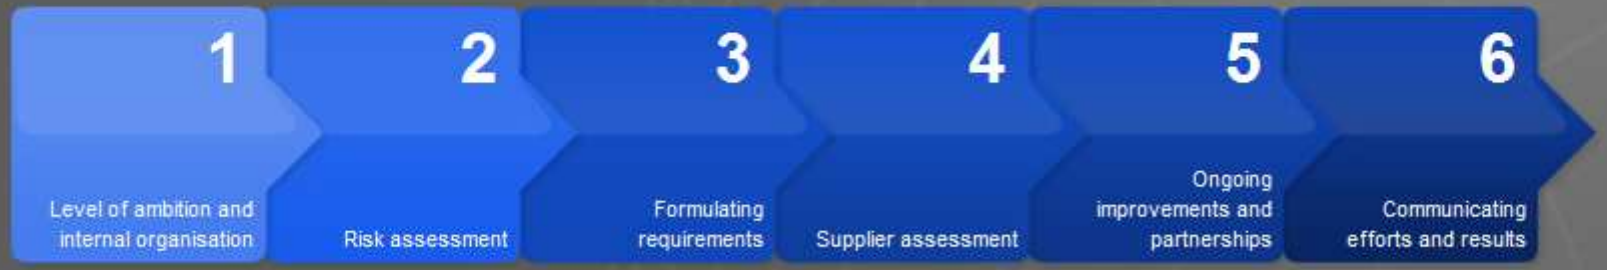 1
Level of ambition and
internal organisation
2
Risk assessment
3
Formulating
requirements
4
Supplier assessment
5
Ongoing
improvements and
partnerships
6
Communicating
efforts and results